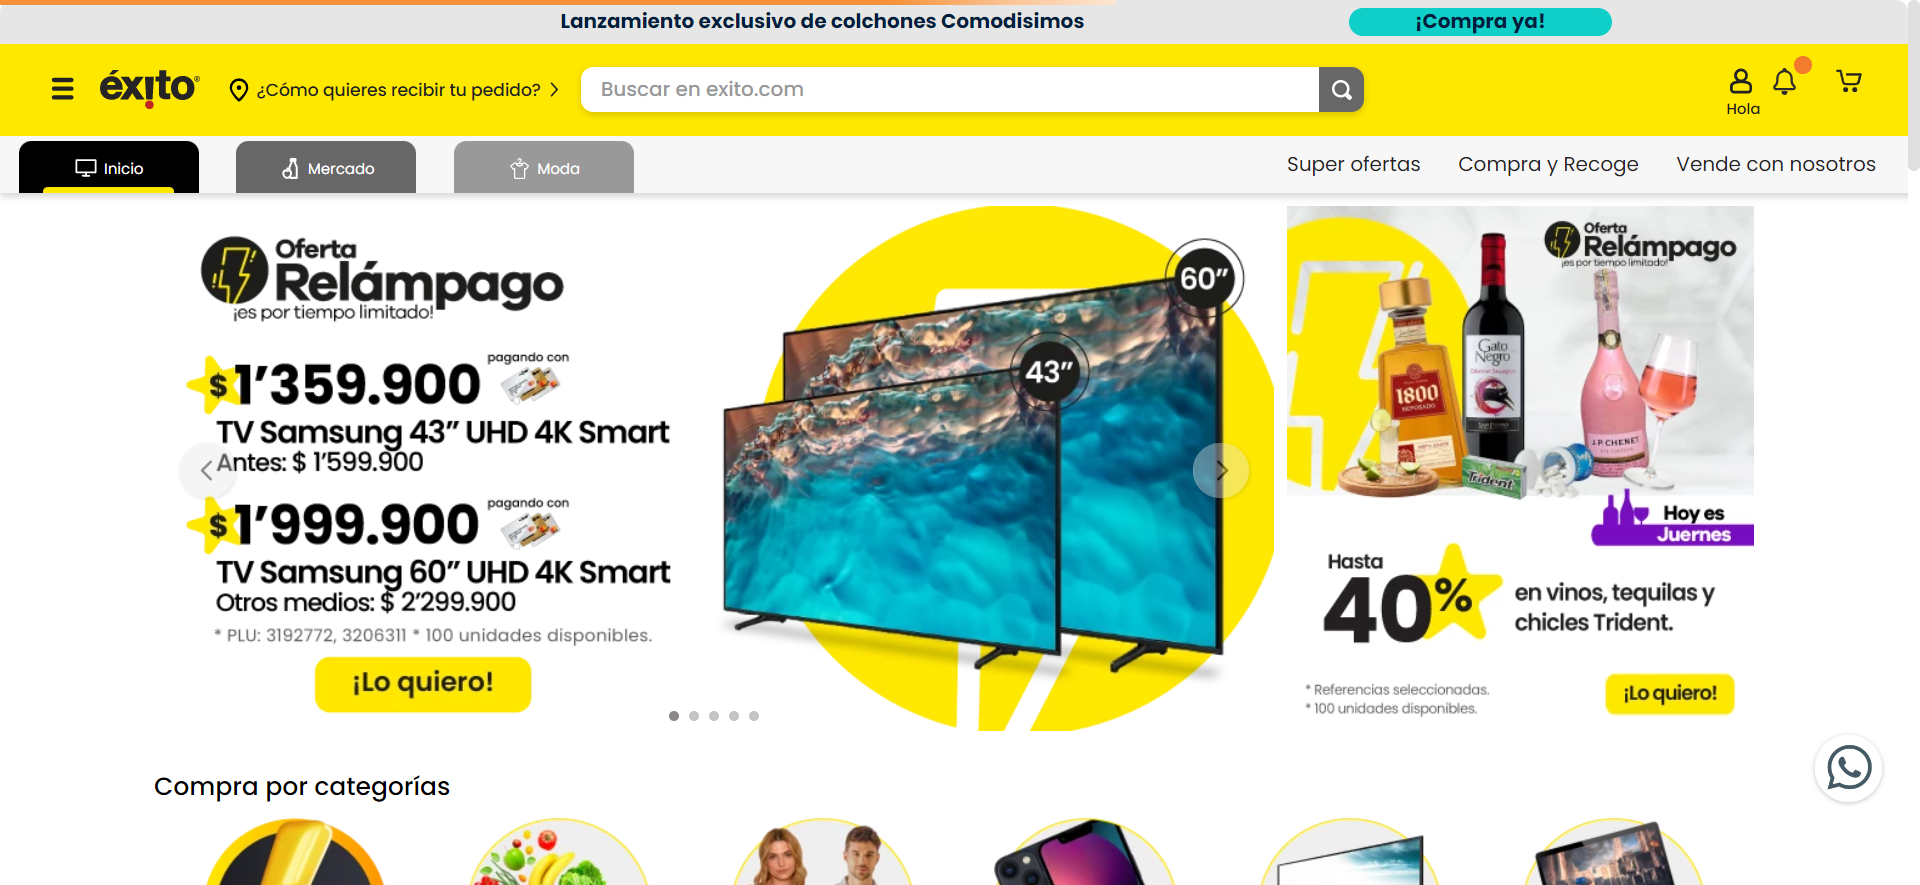 Lanzamiento exclusivo de colchones Comodisimos
¡Compra ya!
éxito®
¿Cómo quieres recibir tu pedido?
Buscar en exito.com
Hola
Inicio
Mercado
Moda
Super ofertas
Compra y Recoge
Vende con nosotros
Oferta
Relámpago
¡es por tiempo limitado!
$1'359.900
pagando con
TV Samsung 43” UHD 4K Smart
Antes: $ 1'599.900
$1'999.900
pagando con
TV Samsung 60” UHD 4K Smart
Otros medios: $ 2'299.900
* PLU: 3192772, 3206311 * 100 unidades disponibles.
¡Lo quiero!
60”
43”
Oferta
Relámpago
¡es por tiempo limitado!
1800
REPOSADO
Gato
Negro
Cabernet Sauvignon
SAN PEDRO
J.P. CHENET
Trident
Hoy es
Juernes
Hasta
40%
en vinos, tequilas y
chicles Trident.
* Referencias seleccionadas.
* 100 unidades disponibles.
¡Lo quiero!
Compra por categorías